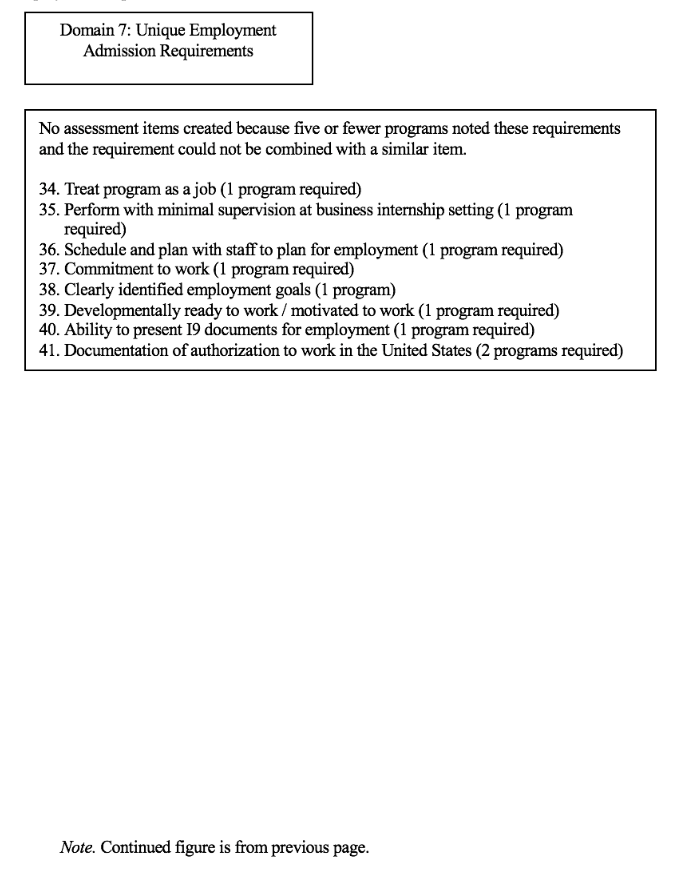 Domain 7: Unique Employment
Admission Requirements
No assessment items created because five or fewer programs noted these requirements
and the requirement could not be combined with a similar item.
34. Treat program as a job (1 program required)
35. Perform with minimal supervision at business internship setting (1 program
required)
36. Schedule and plan with staff to plan for employment (1 program required)
37. Commitment to work (1 program required)
38. Clearly identified employment goals (1 program)
39. Developmentally ready to work / motivated to work (1 program required)
40. Ability to present I9 documents for employment (1 program required)
41. Documentation of authorization to work in the United States (2 programs required)
Note. Continued figure is from previous page.